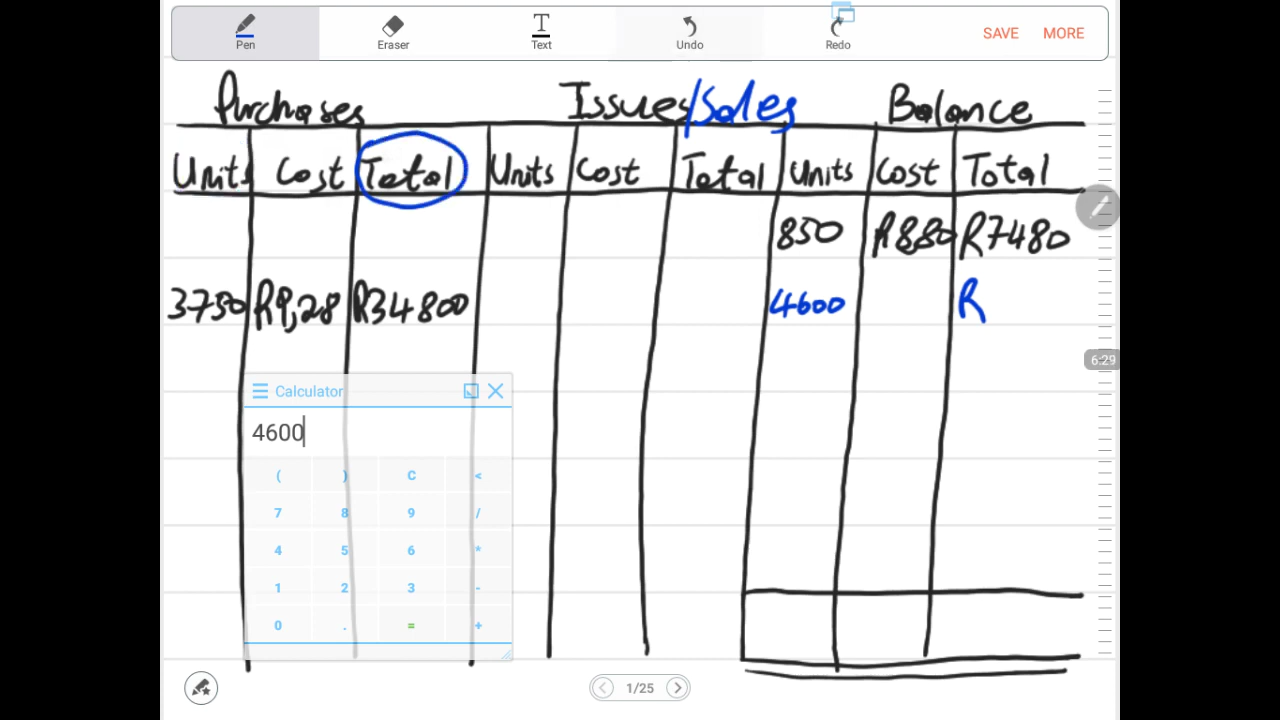 Pen Eraser T Text Undo Redo SAVE MORE
Purchases Issues/Sales Balance
Units Cost Total Units Cost Total Units Cost Total
850 R8,80 R7480
3750 R9,28 R34800 4600 R
6:29
Calculator
4600
( ) C <
7 8 9 /
4 5 6 *
1 2 3 -
0 . = +
1/25